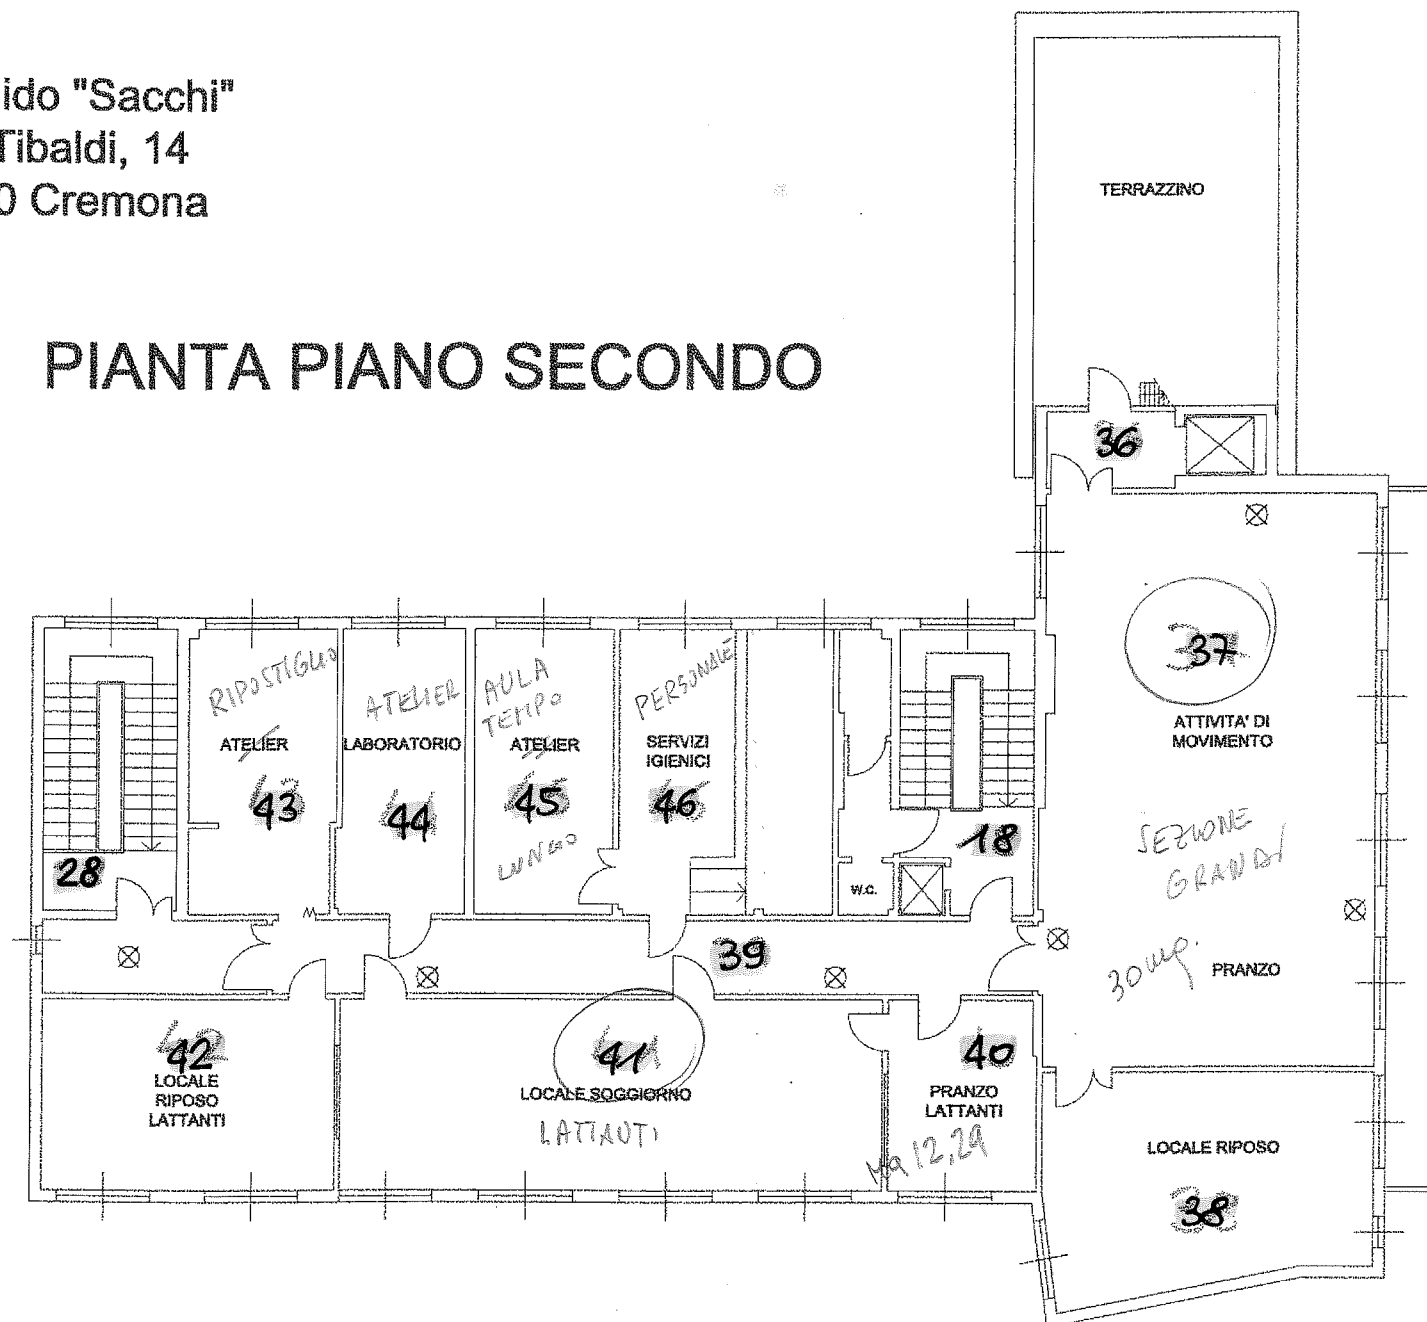 ido "Sacchi"
Tibaldi, 14
0 Cremona
PIANTA PIANO SECONDO
TERRAZZINO
36
37
ATTIVITA' DI
MOVIMENTO
SEZIONE
GRANDI
30 mq.
PRANZO
RIPOSTIGLIO
ATELIER
43
ATELIER
LABORATORIO
44
AULA
TEMPO
ATELIER
45
LUNGO
PERSONALE
SERVIZI
IGIENICI
46
28
18
W.C.
39
42
LOCALE
RIPOSO
LATTANTI
41
LOCALE SOGGIORNO
LATTANTI
40
PRANZO
LATTANTI
Mq 12,29
LOCALE RIPOSO
38